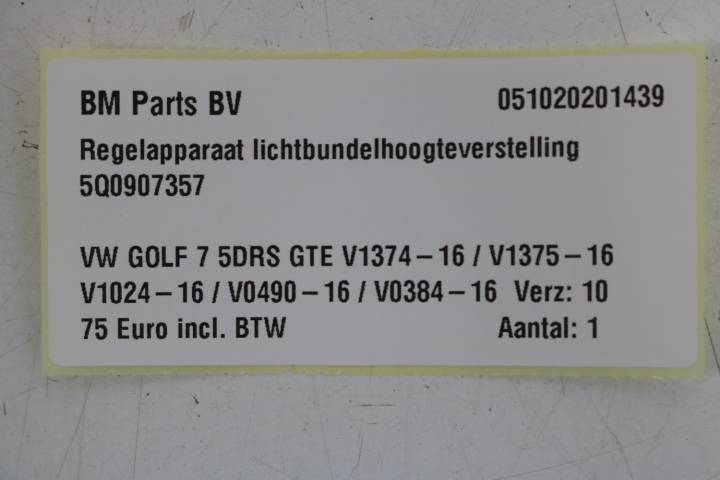 BM Parts BV 051020201439
Regelapparaat lichtbundelhoogteverstelling
5Q0907357
VW GOLF 7 5DRS GTE V1374-16 / V1375-16
V1024-16 / V0490-16 / V0384-16 Verz: 10
75 Euro incl. BTW Aantal: 1